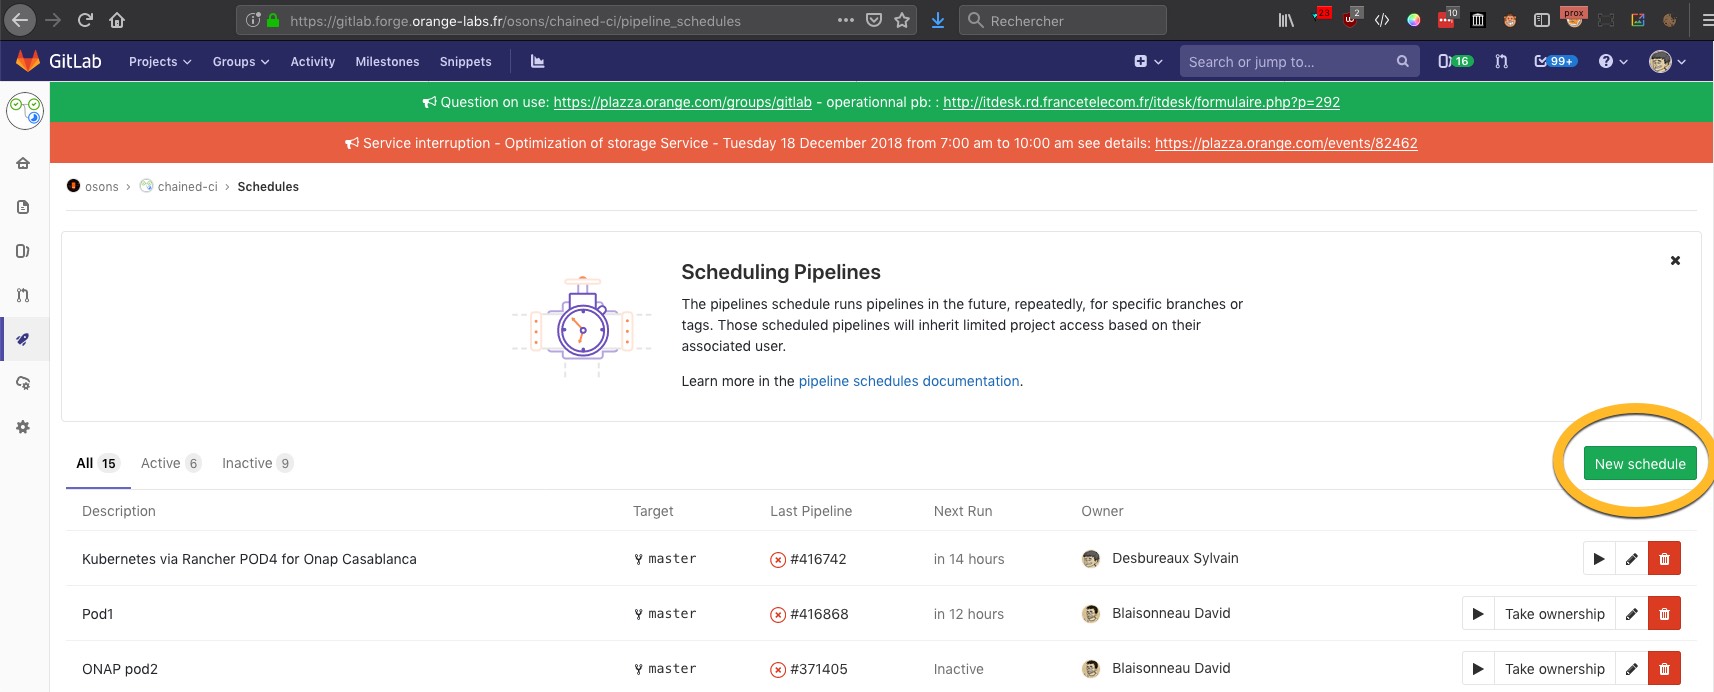 https://gitlab.forge.orange-labs.fr/osons/chained-ci/pipeline_schedules
Rechercher
23
2
10
prox
GitLab
Projects
Groups
Activity
Milestones
Snippets
Search or jump to...
16
99+
Question on use: https://plazza.orange.com/groups/gitlab - operationnal pb: : http://itdesk.rd.francetelecom.fr/itdesk/formulaire.php?p=292
Service interruption - Optimization of storage Service - Tuesday 18 December 2018 from 7:00 am to 10:00 am see details: https://plazza.orange.com/events/82462
osons › chained-ci › Schedules
Scheduling Pipelines
The pipelines schedule runs pipelines in the future, repeatedly, for specific branches or
tags. Those scheduled pipelines will inherit limited project access based on their
associated user.
Learn more in the pipeline schedules documentation.
All 15
Active 6
Inactive 9
New schedule
Description Target Last Pipeline Next Run Owner
Kubernetes via Rancher POD4 for Onap Casablanca master #416742 in 14 hours Desbureaux Sylvain
Pod1 master #416868 in 12 hours Blaisonneau David Take ownership
ONAP pod2 master #371405 Inactive Blaisonneau David Take ownership